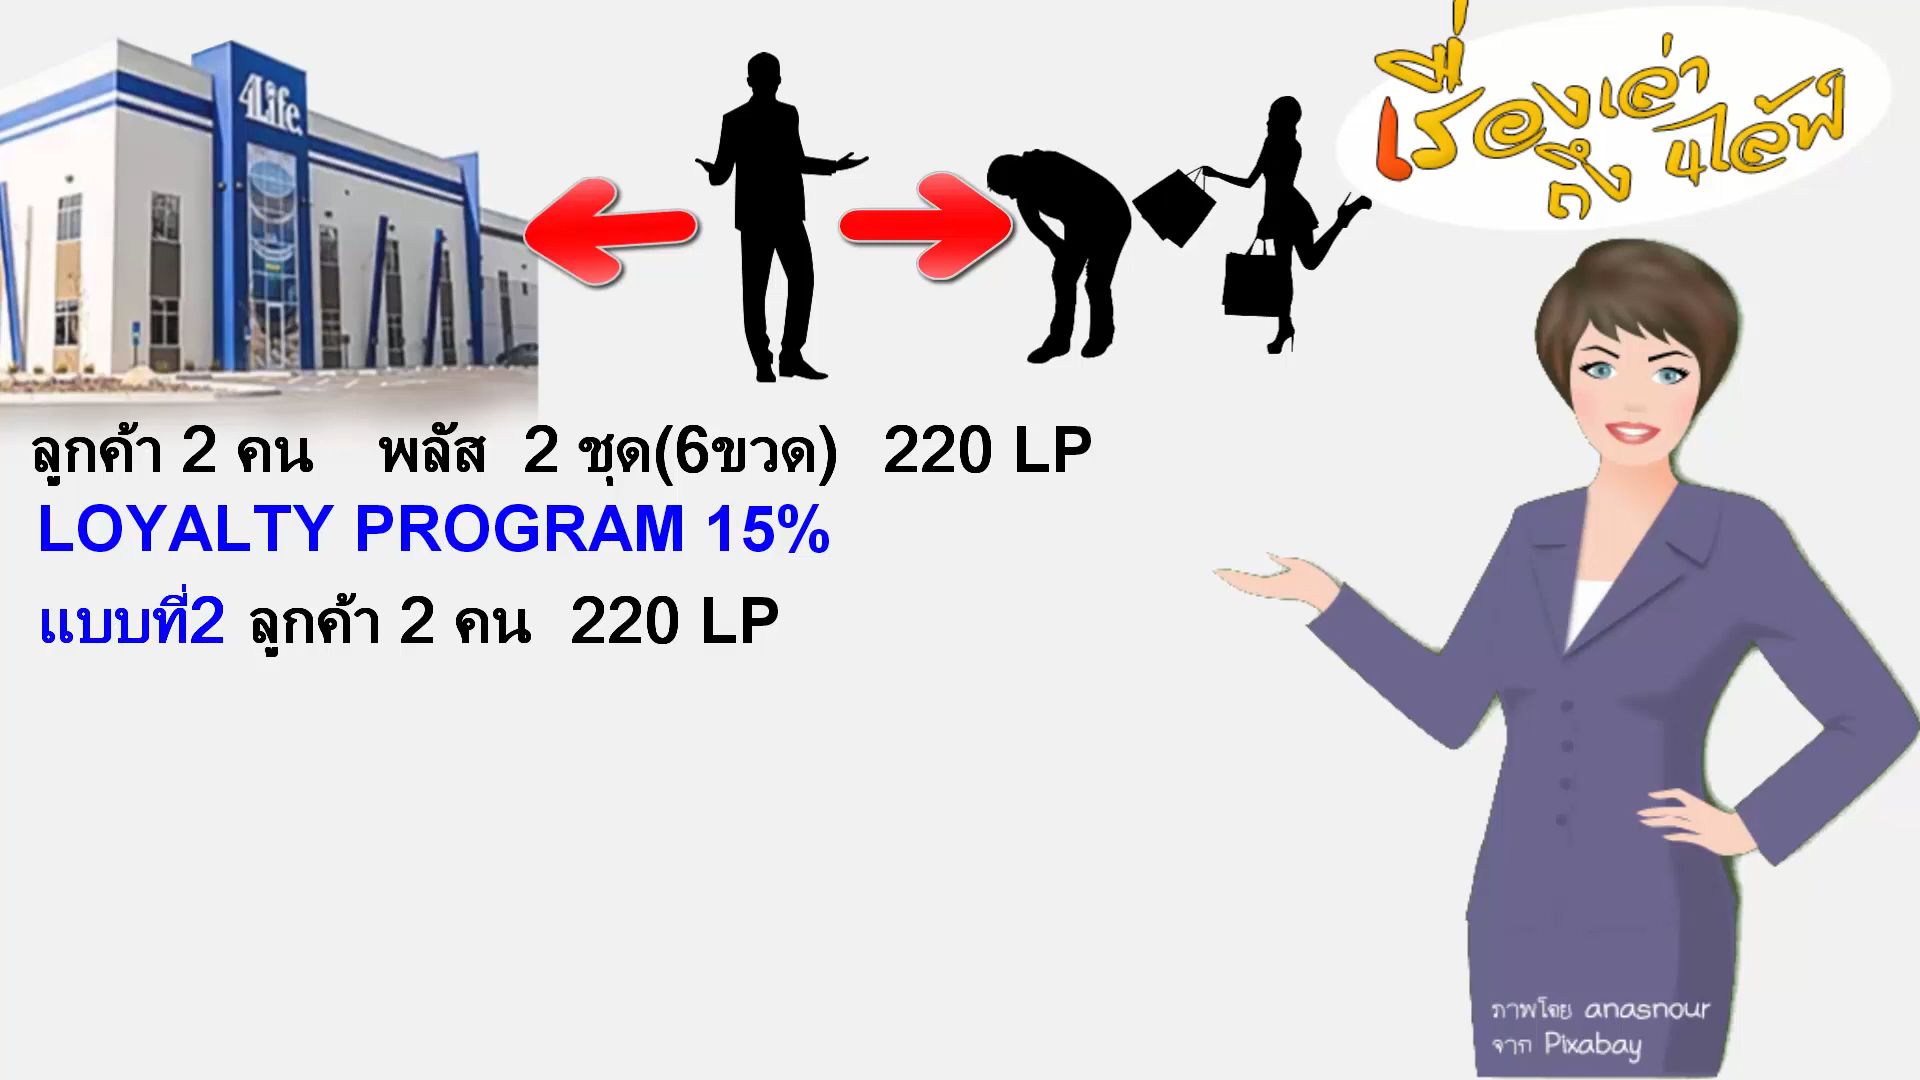 4Life
เรื่องเล่า
ถึง 4ไล้ฟ์
ลูกค้า 2 คน พลัส 2 ชุด(6ขวด) 220 LP
LOYALTY PROGRAM 15%
แบบที่2 ลูกค้า 2 คน 220 LP
ภาพโดย anasnour
จาก Pixabay